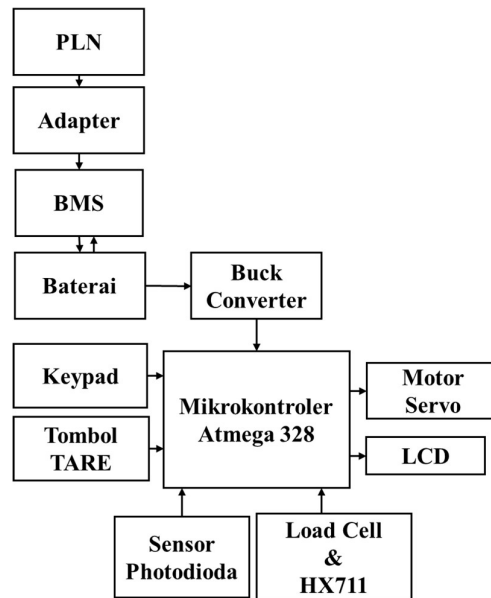 PLN
Adapter
BMS
Baterai
Buck
Converter
Keypad
Mikrokontroler
Atmega 328
Motor
Servo
Tombol
TARE
LCD
Sensor
Photodioda
Load Cell
&
HX711